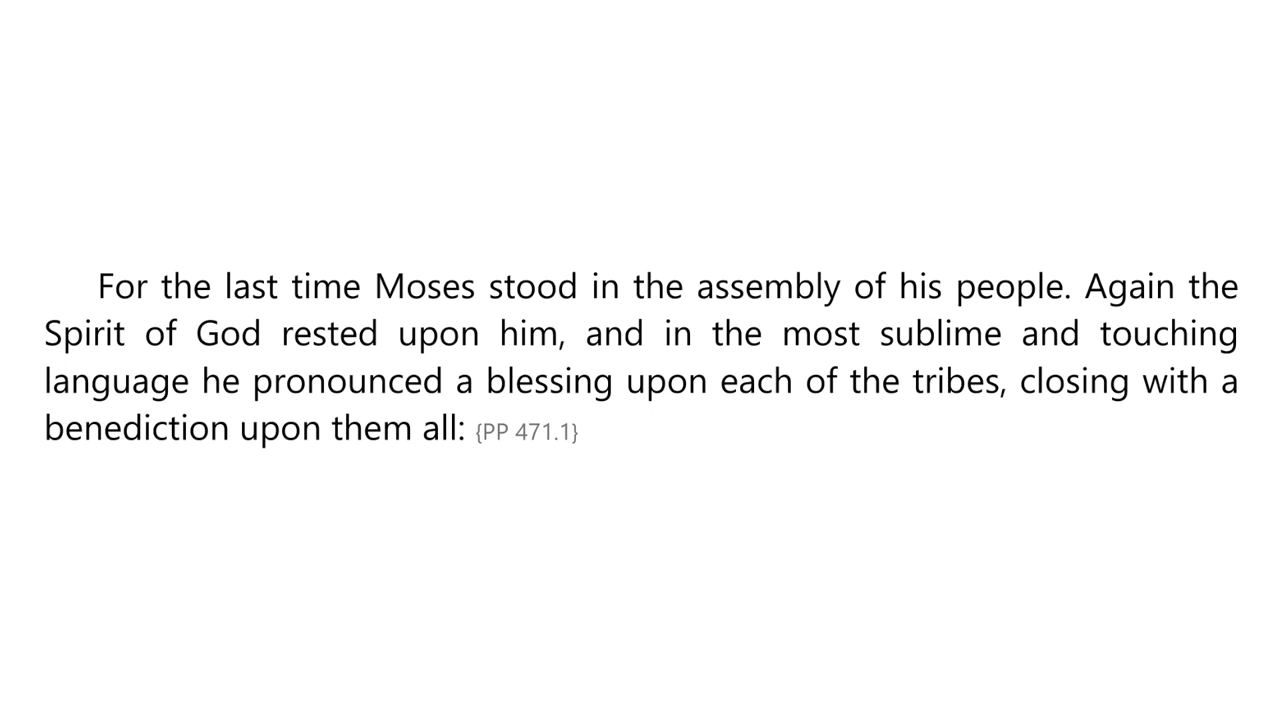 For the last time Moses stood in the assembly of his people. Again the
Spirit of God rested upon him, and in the most sublime and touching
language he pronounced a blessing upon each of the tribes, closing with a
benediction upon them all: {PP 471.1}